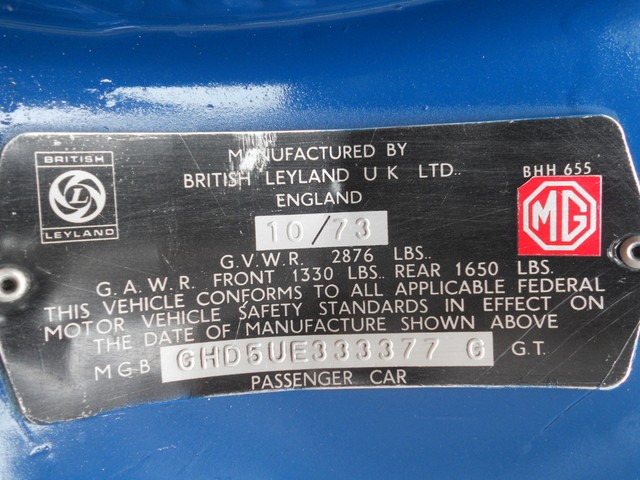 BRITISH
L
LEYLAND
MANUFACTURED BY
BRITISH LEYLAND U K LTD..
ENGLAND
10/73
BHH 655
MG
G.V.W.R. 2876 LBS..
G.A.W.R. FRONT 1330 LBS.. REAR 1650 LBS.
THIS VEHICLE CONFORMS TO ALL APPLICABLE FEDERAL
MOTOR VEHICLE SAFETY STANDARDS IN EFFECT ON
THE DATE OF MANUFACTURE SHOWN ABOVE
MG-B GHD5UE333377 G G.T.
PASSENGER CAR